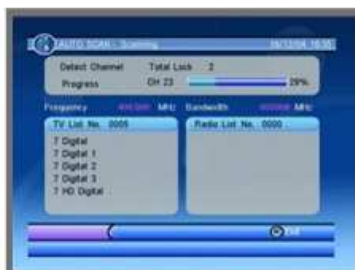 AUTO SCAN : Scanning
Detect Channel Total Lock 2
Progress CH 23 29%
Frequency MHz Bandwidth MHz
TV List No. 0005 Radio List No. 0000
7 Digital
7 Digital 1
7 Digital 2
7 Digital 3
7 HD Digital
Exit